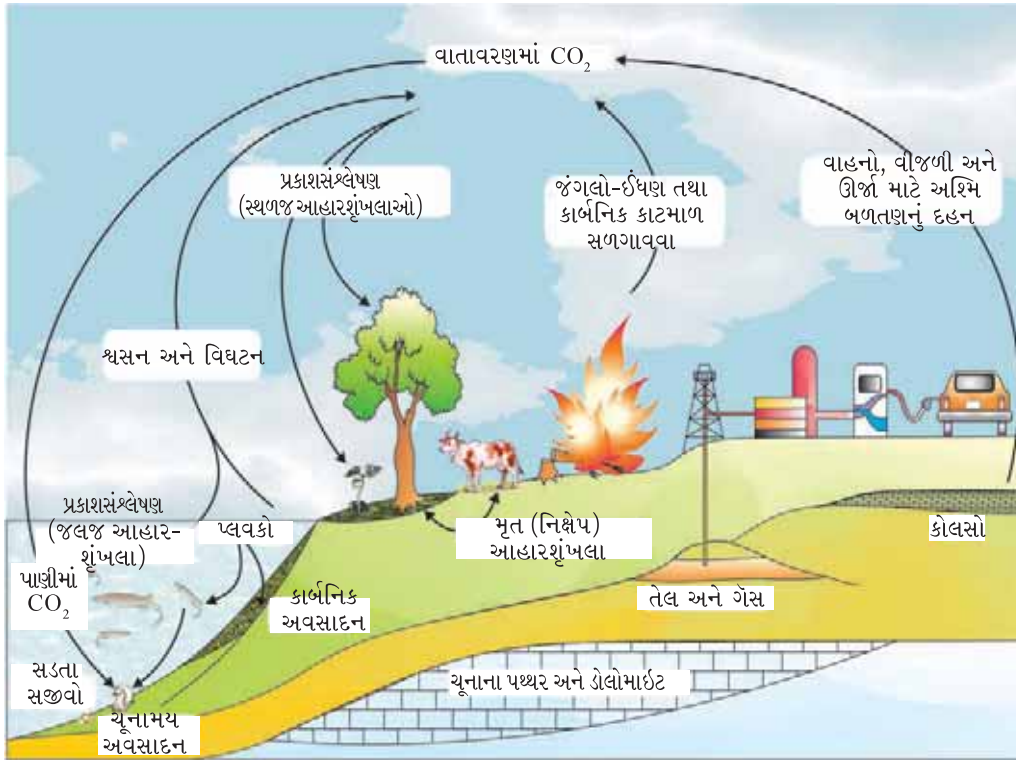 વાતાવરણમાં CO₂
પ્રકાશસંશ્લેષણ
(સ્થળજ આહારશૃંખલાઓ)
જંગલો-ઈંધણ તથા
કાર્બનિક કાટમાળ
સળગાવવા
વાહનો, વીજળી અને
ઊર્જા માટે અશ્મિ
બળતણનું દહન
શ્વસન અને વિઘટન
પ્રકાશસંશ્લેષણ
(જલજ આહાર-
શૃંખલા)
પ્લવકો
પાણીમાં
CO₂
કાર્બનિક
અવસાદન
મૃત (નિક્ષેપ)
આહારશૃંખલા
કોલસો
તેલ અને ગૅસ
સડતા
સજીવો
ચૂનામય
અવસાદન
ચૂનાના પથ્થર અને ડોલોમાઇટ